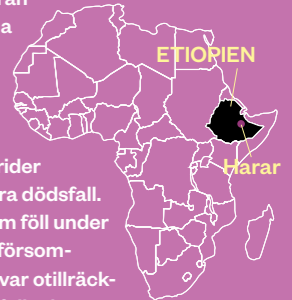 ETIOPIEN
Harar
rider
ra dödsfall.
m föll under
försom-
var otillräck-